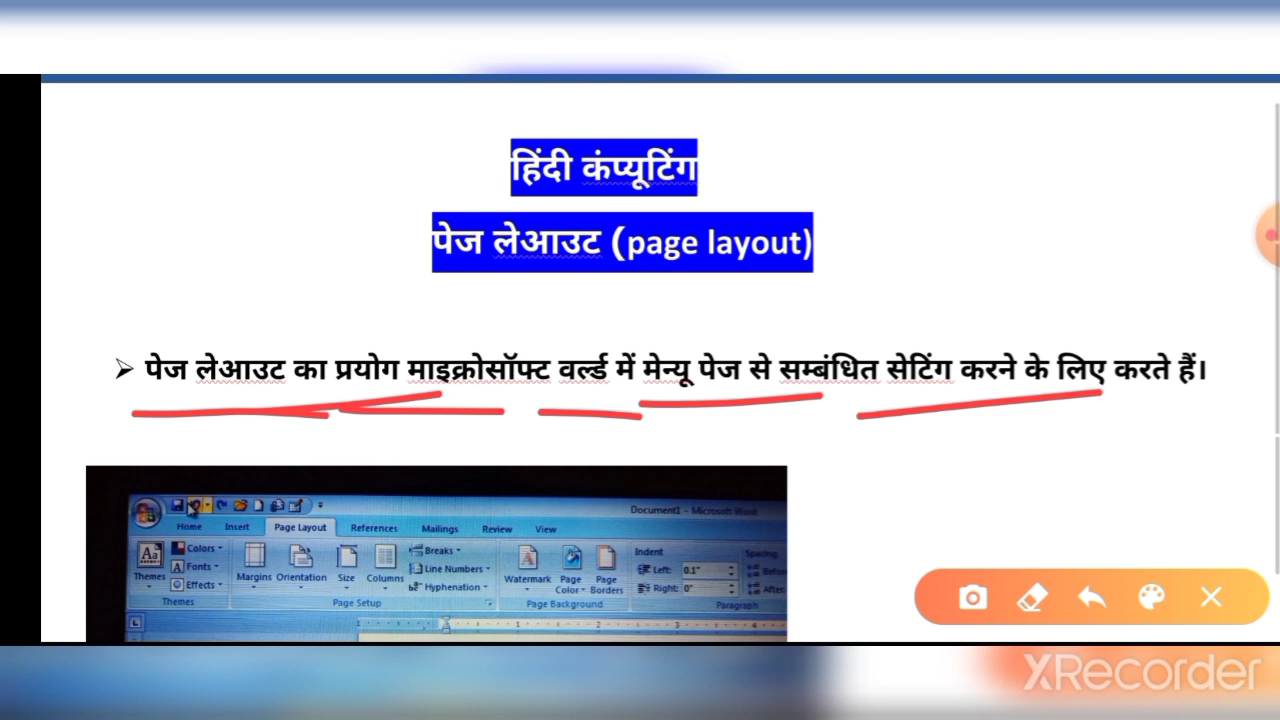 हिंदी कंप्यूटिंग
पेज लेआउट (page layout)
➢ पेज लेआउट का प्रयोग माइक्रोसॉफ्ट वर्ल्ड में मेन्यू पेज से सम्बंधित सेटिंग करने के लिए करते हैं।
Document1 - Microsoft Word
Home Insert Page Layout References Mailings Review View
Aa Themes Colors Fonts Effects Margins Orientation Size Columns Breaks Line Numbers Hyphenation Watermark Page Color Page Borders Indent Left: 0.1" Right: 0" Spacing
Themes Page Setup Page Background Paragraph
XRecorder